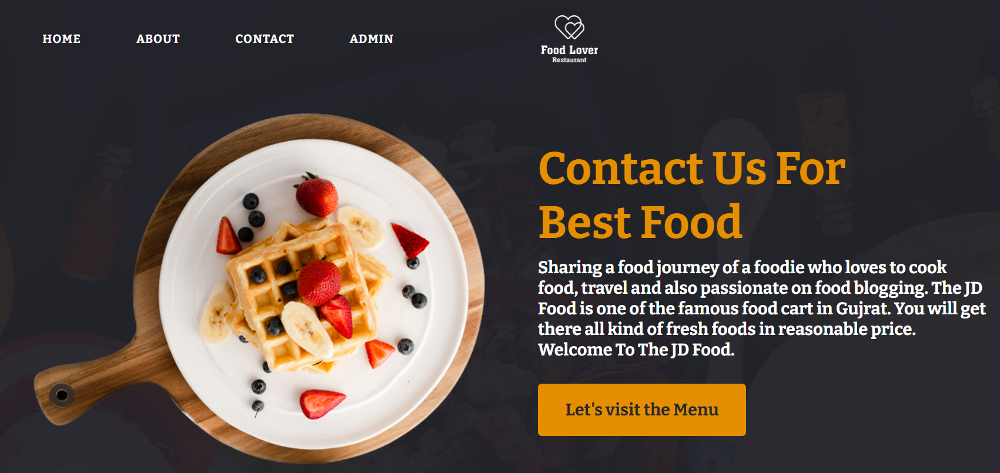 HOME ABOUT CONTACT ADMIN
Food Lover
Restaurant
Contact Us For
Best Food
Sharing a food journey of a foodie who loves to cook
food, travel and also passionate on food blogging. The JD
Food is one of the famous food cart in Gujrat. You will get
there all kind of fresh foods in reasonable price.
Welcome To The JD Food.
Let's visit the Menu